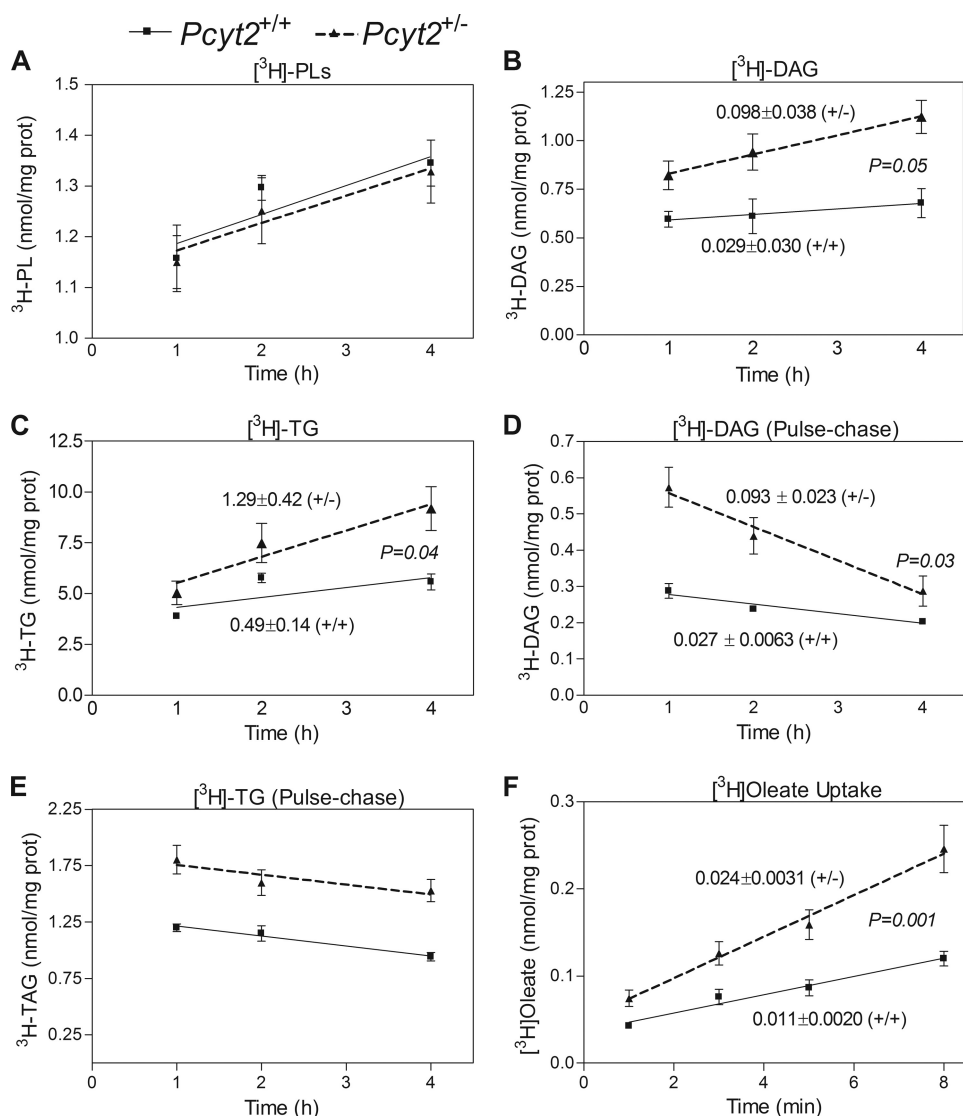 Pcyt2+/+ Pcyt2+/-
A
[3H]-PLs
3H-PL (nmol/mg prot)
1.5
1.4
1.3
1.2
1.1
1.0
0 1 2 3 4
Time (h)
B
[3H]-DAG
3H-DAG (nmol/mg prot)
1.25
1.00
0.75
0.50
0.25
0.00
0.098±0.038 (+/-)
P=0.05
0.029±0.030 (+/+)
0 1 2 3 4
Time (h)
C
[3H]-TG
3H-TG (nmol/mg prot)
12.5
10.0
7.5
5.0
2.5
0.0
1.29±0.42 (+/-)
P=0.04
0.49±0.14 (+/+)
0 1 2 3 4
Time (h)
D
[3H]-DAG (Pulse-chase)
3H-DAG (nmol/mg prot)
0.7
0.6
0.5
0.4
0.3
0.2
0.1
0.0
0.093 ± 0.023 (+/-)
P=0.03
0.027 ± 0.0063 (+/+)
0 1 2 3 4
Time (h)
E
[3H]-TG (Pulse-chase)
3H-TAG (nmol/mg prot)
2.25
1.75
1.25
0.75
0.25
0 1 2 3 4
Time (h)
F
[3H]Oleate Uptake
[3H]Oleate (nmol/mg prot)
0.3
0.2
0.1
0.0
0.024±0.0031 (+/-)
P=0.001
0.011±0.0020 (+/+)
0 2 4 6 8
Time (min)